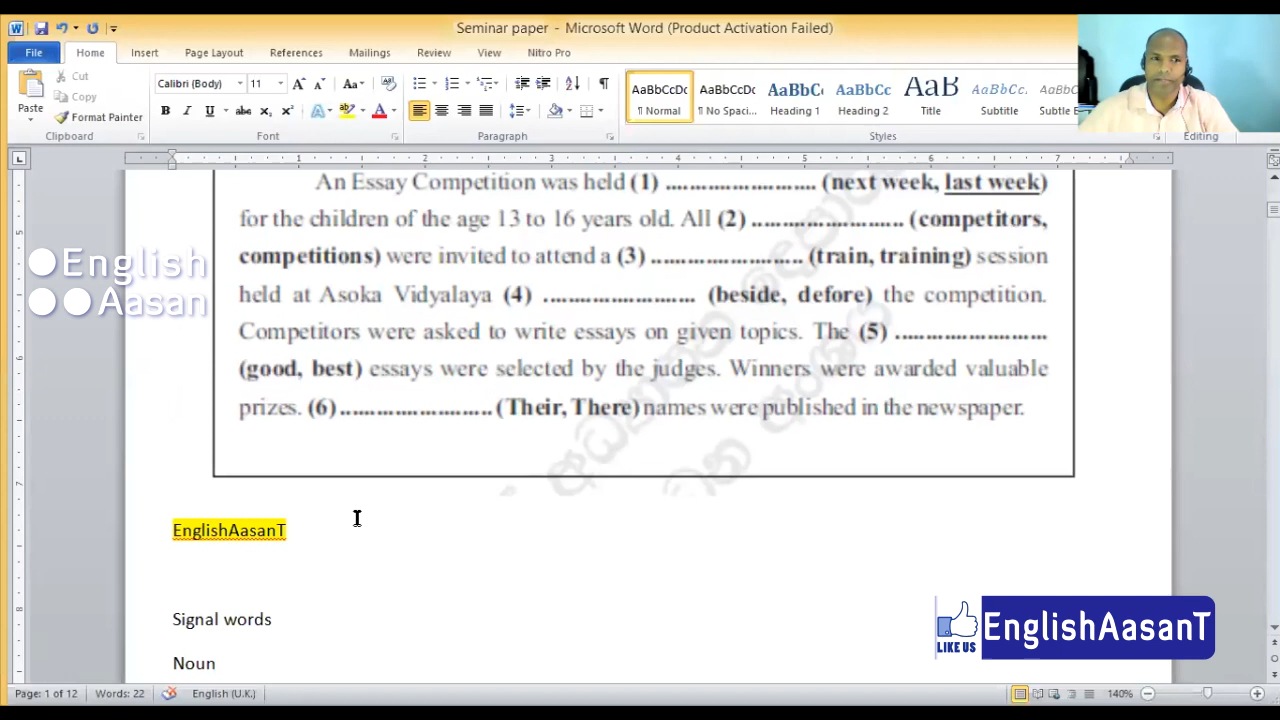 Seminar paper - Microsoft Word (Product Activation Failed)
File Home Insert Page Layout References Mailings Review View Nitro Pro
Cut
Copy
Paste
Format Painter
Calibri (Body) 11
AaBbCcDc AaBbCcDc AaBbC AaBbCc AaB AaBbCc. AaBbC
¶ Normal ¶ No Spaci... Heading 1 Heading 2 Title Subtitle Subtle E
Clipboard Font Paragraph Styles Editing
An Essay Competition was held (1) ........................ (next week, last week)
for the children of the age 13 to 16 years old. All (2) ........................ (competitors,
competitions) were invited to attend a (3) ........................ (train, training) session
held at Asoka Vidyalaya (4) ........................ (beside, defore) the competition.
Competitors were asked to write essays on given topics. The (5) ........................
(good, best) essays were selected by the judges. Winners were awarded valuable
prizes. (6) ........................ (Their, There) names were published in the newspaper.
English
Aasan
EnglishAasanT
Signal words
Noun
LIKE US
EnglishAasanT
Page: 1 of 12 Words: 22 English (U.K.) 140%